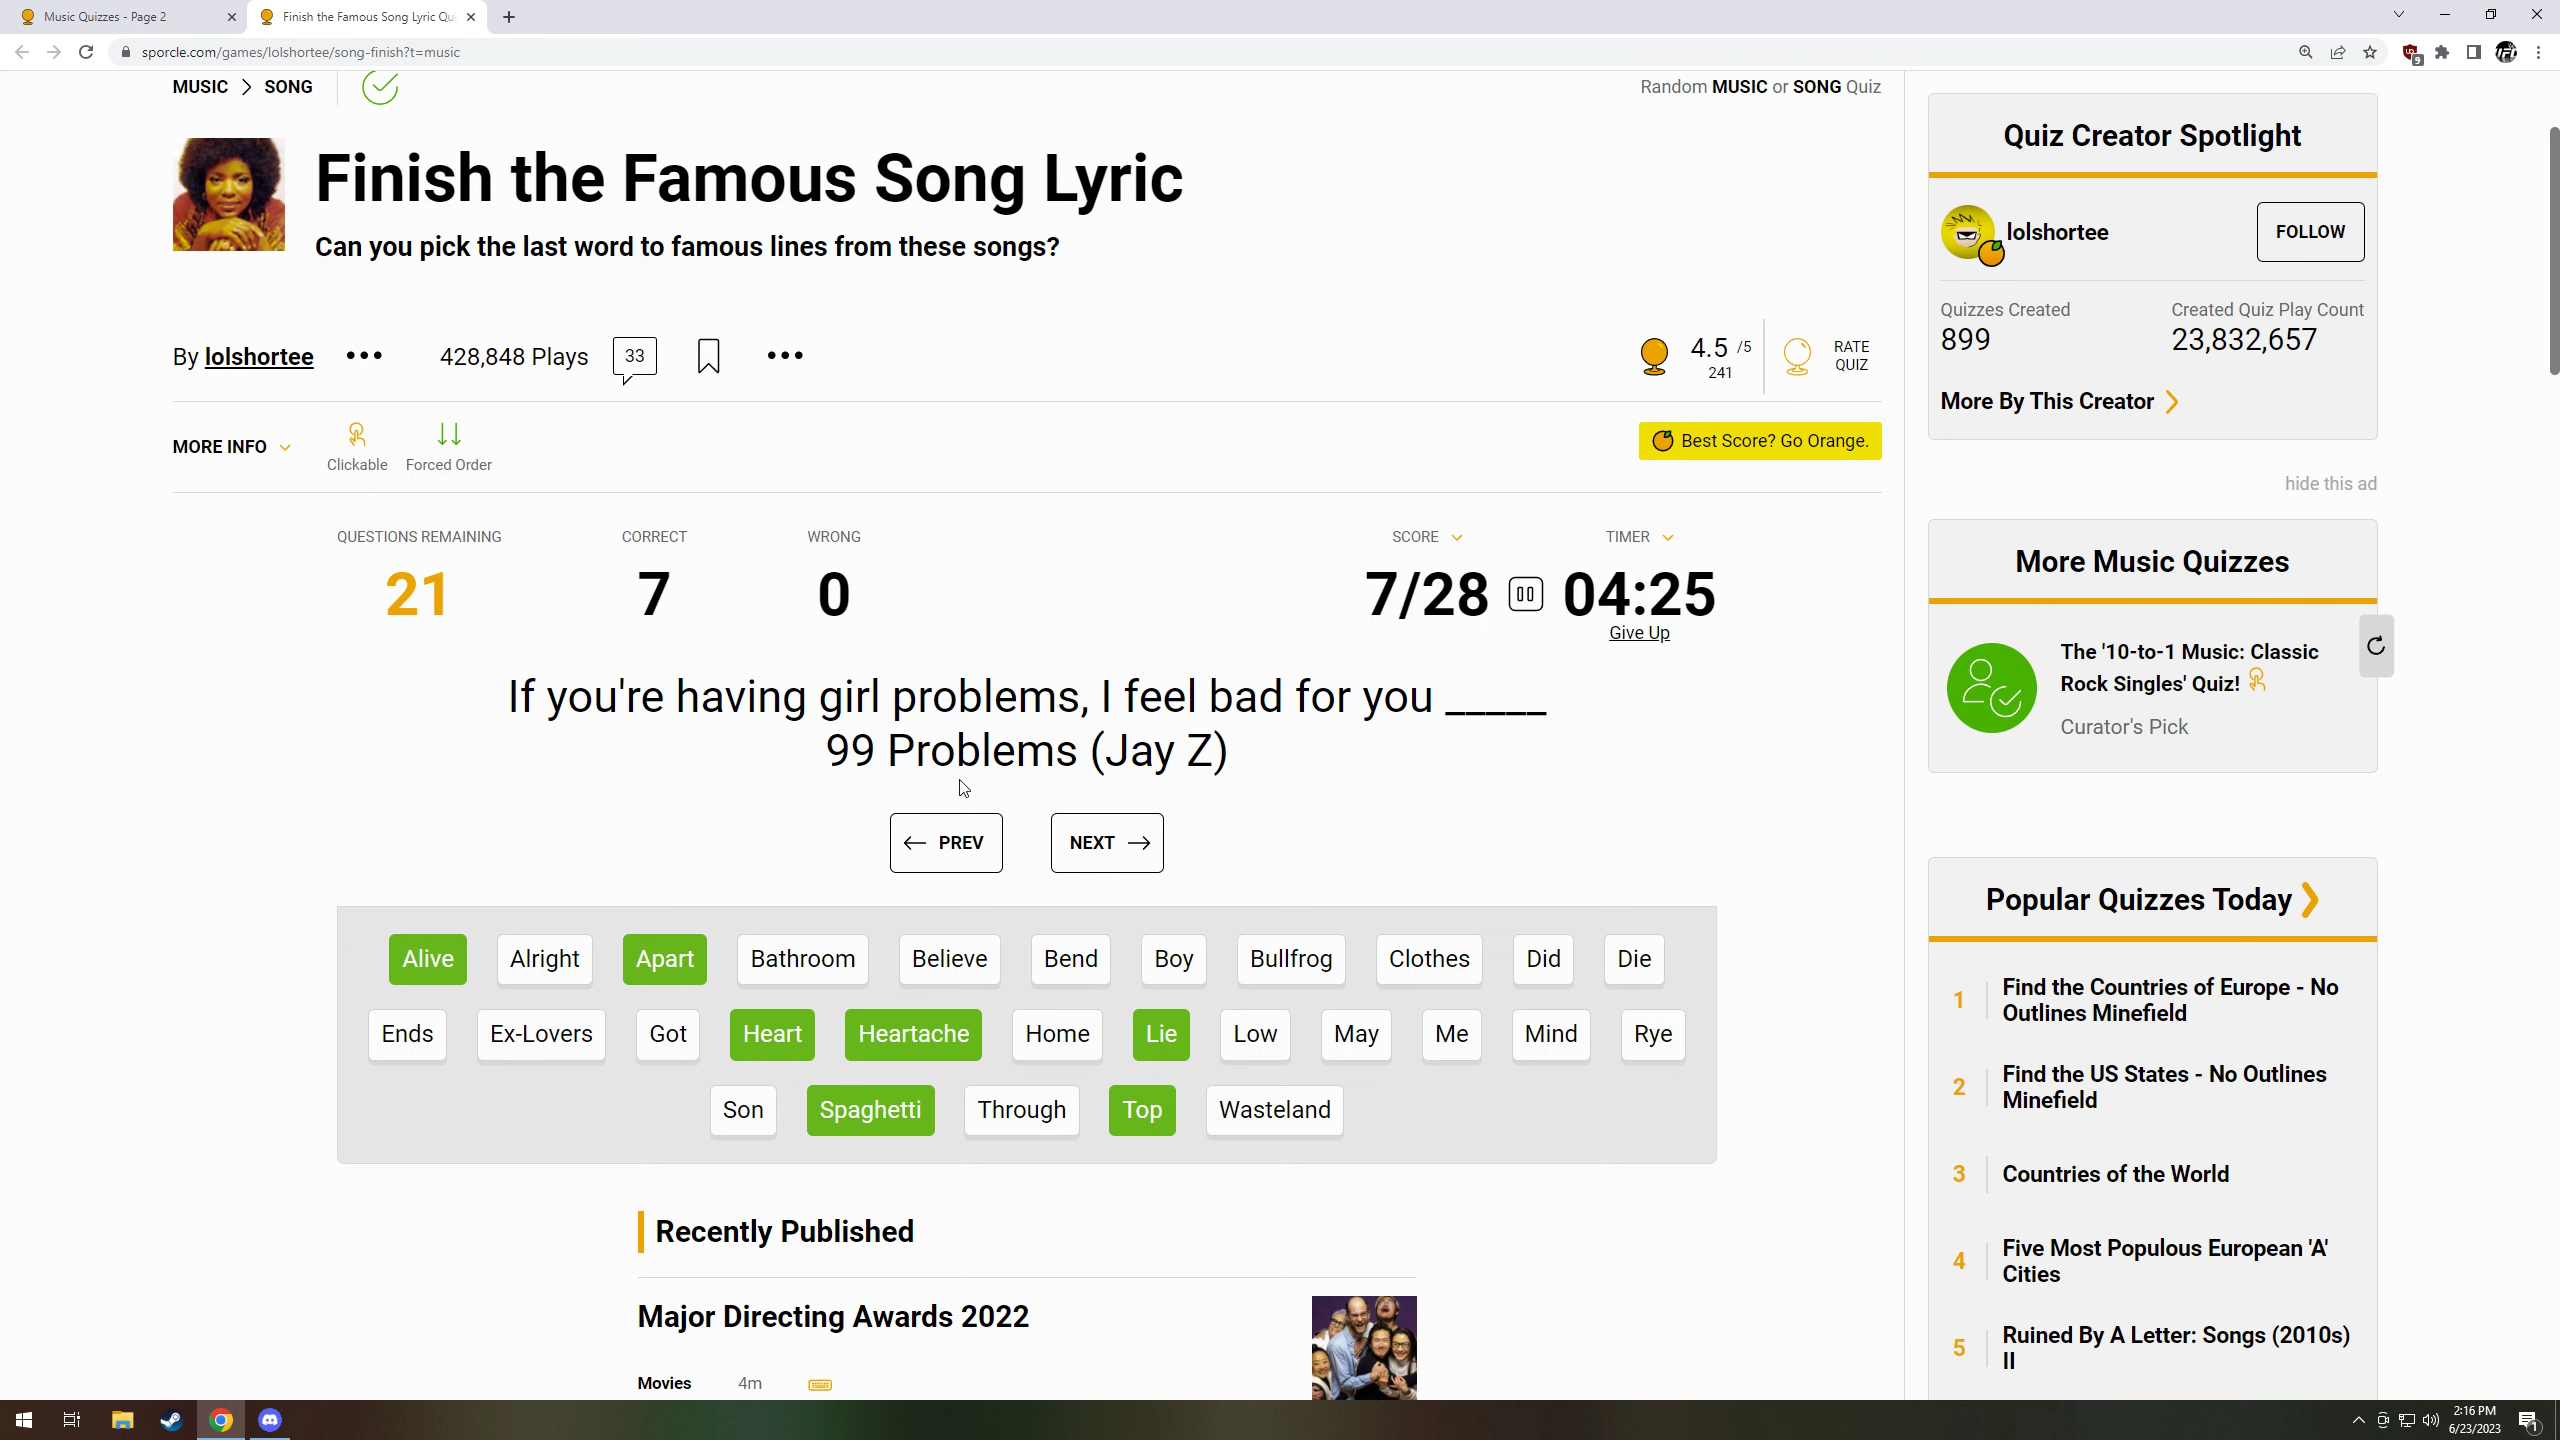 Music Quizzes - Page 2
Finish the Famous Song Lyric Qu
sporcle.com/games/lolshortee/song-finish?t=music
9
MUSIC > SONG
Random MUSIC or SONG Quiz
Finish the Famous Song Lyric
Can you pick the last word to famous lines from these songs?
By lolshortee
428,848 Plays
33
4.5 /5
241
RATE
QUIZ
MORE INFO
Clickable
Forced Order
Best Score? Go Orange.
QUESTIONS REMAINING
CORRECT
WRONG
SCORE
TIMER
21
7
0
7/28
04:25
Give Up
If you're having girl problems, I feel bad for you _____
99 Problems (Jay Z)
PREV
NEXT
Alive Alright Apart Bathroom Believe Bend Boy Bullfrog Clothes Did Die
Ends Ex-Lovers Got Heart Heartache Home Lie Low May Me Mind Rye
Son Spaghetti Through Top Wasteland
Recently Published
Major Directing Awards 2022
Movies 4m
Quiz Creator Spotlight
lolshortee
FOLLOW
Quizzes Created
Created Quiz Play Count
899
23,832,657
More By This Creator
hide this ad
More Music Quizzes
The '10-to-1 Music: Classic
Rock Singles' Quiz!
Curator's Pick
Popular Quizzes Today
1 Find the Countries of Europe - No
Outlines Minefield
2 Find the US States - No Outlines
Minefield
3 Countries of the World
4 Five Most Populous European 'A'
Cities
5 Ruined By A Letter: Songs (2010s)
II
2:16 PM
6/23/2023
1